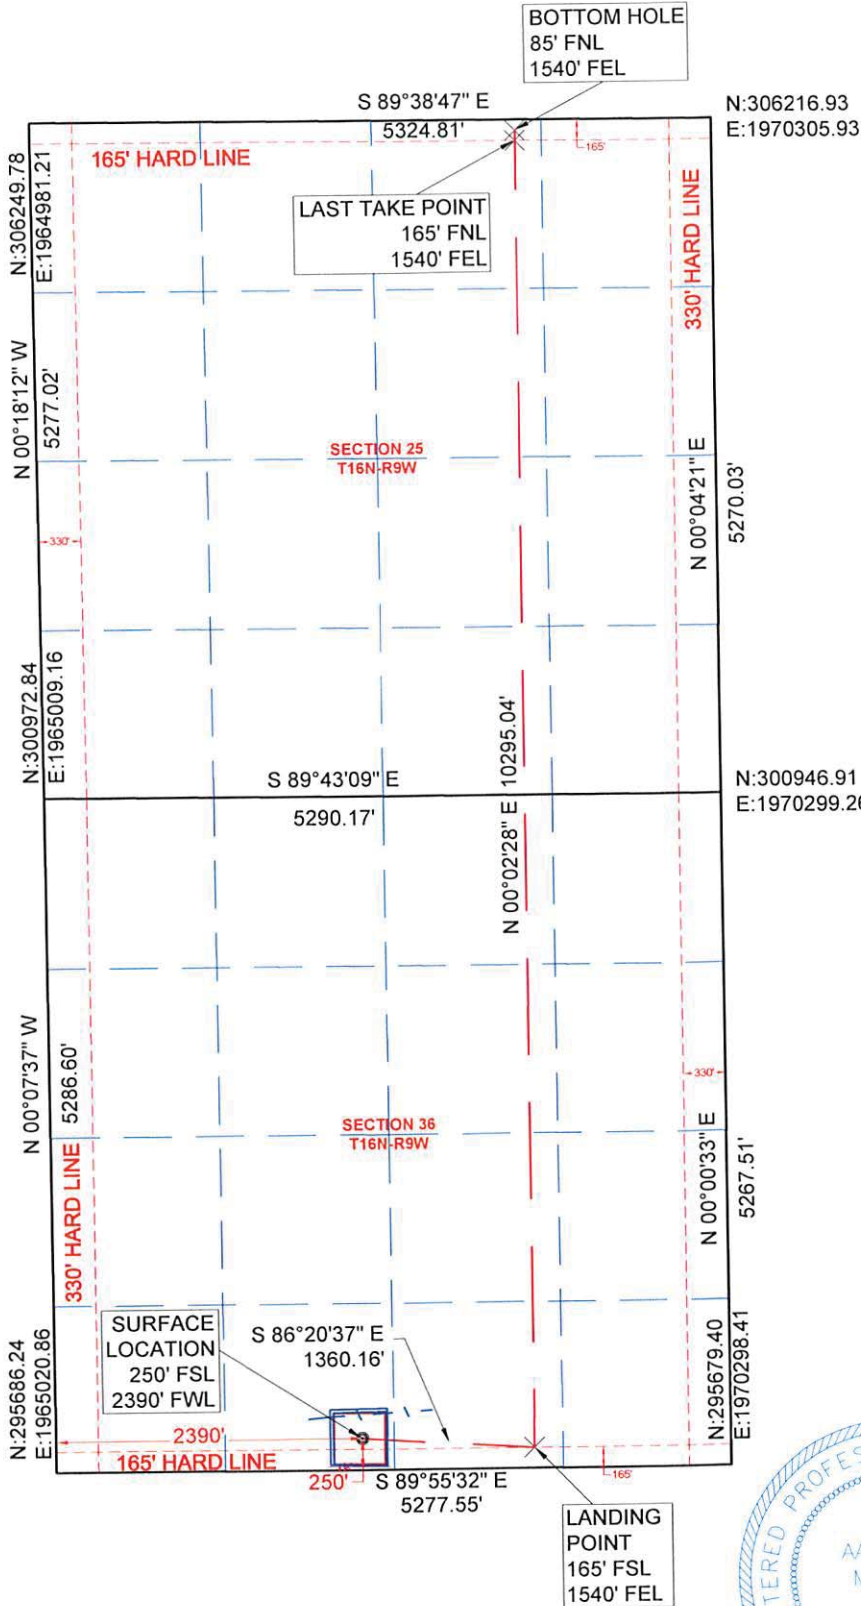 BOTTOM HOLE
85' FNL
1540' FEL
S 89°38'47" E
5324.81'
N:306216.93
E:1970305.93
N:306249.78
E:1964981.21
165' HARD LINE
165'
LAST TAKE POINT
165' FNL
1540' FEL
330' HARD LINE
N 00°18'12" W
5277.02'
SECTION 25
T16N-R9W
N 00°04'21" E
5270.03'
330'
N:300972.84
E:1965009.16
S 89°43'09" E
5290.17'
N 00°02'28" E 10295.04'
N:300946.91
E:1970299.26
N 00°07'37" W
5286.60'
330'
SECTION 36
T16N-R9W
N 00°00'33" E
5267.51'
330' HARD LINE
SURFACE
LOCATION
250' FSL
2390' FWL
S 86°20'37" E
1360.16'
N:295686.24
E:1965020.86
N:295679.40
E:1970298.41
2390'
165' HARD LINE
250'
S 89°55'32" E
5277.55'
165'
LANDING
POINT
165' FSL
1540' FEL